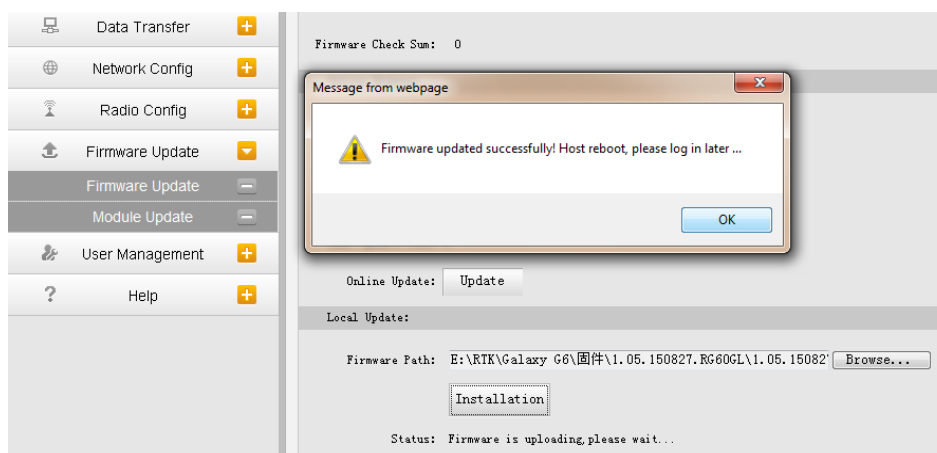 Data Transfer
Network Config
Radio Config
Firmware Update
Firmware Update
Module Update
User Management
? Help
Firmware Check Sum: 0
Message from webpage
Firmware updated successfully! Host reboot, please log in later ...
OK
Online Update: Update
Local Update:
Firmware Path: E:\RTK\Galaxy G6\固件\1.05.150827.RG60GL\1.05.15082 Browse...
Installation
Status: Firmware is uploading,please wait...